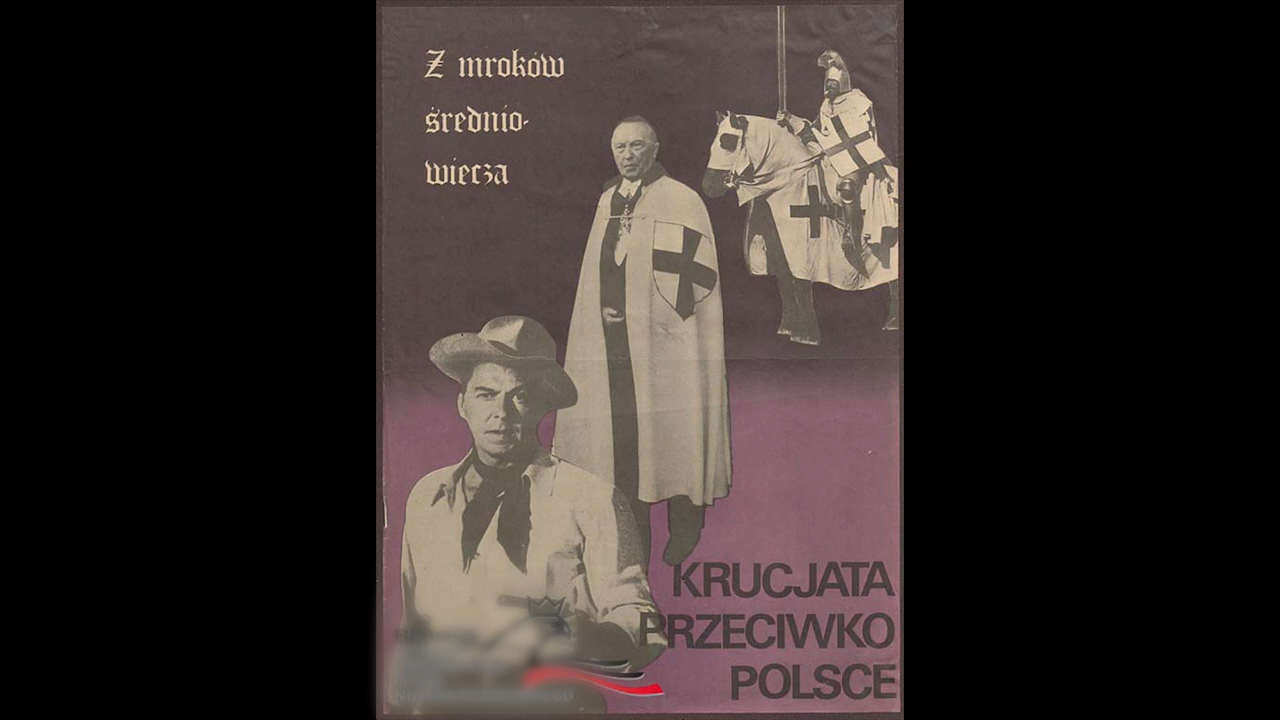 Z mroków
średnio-
wiecza
KRUCJATA
PRZECIWKO
POLSCE